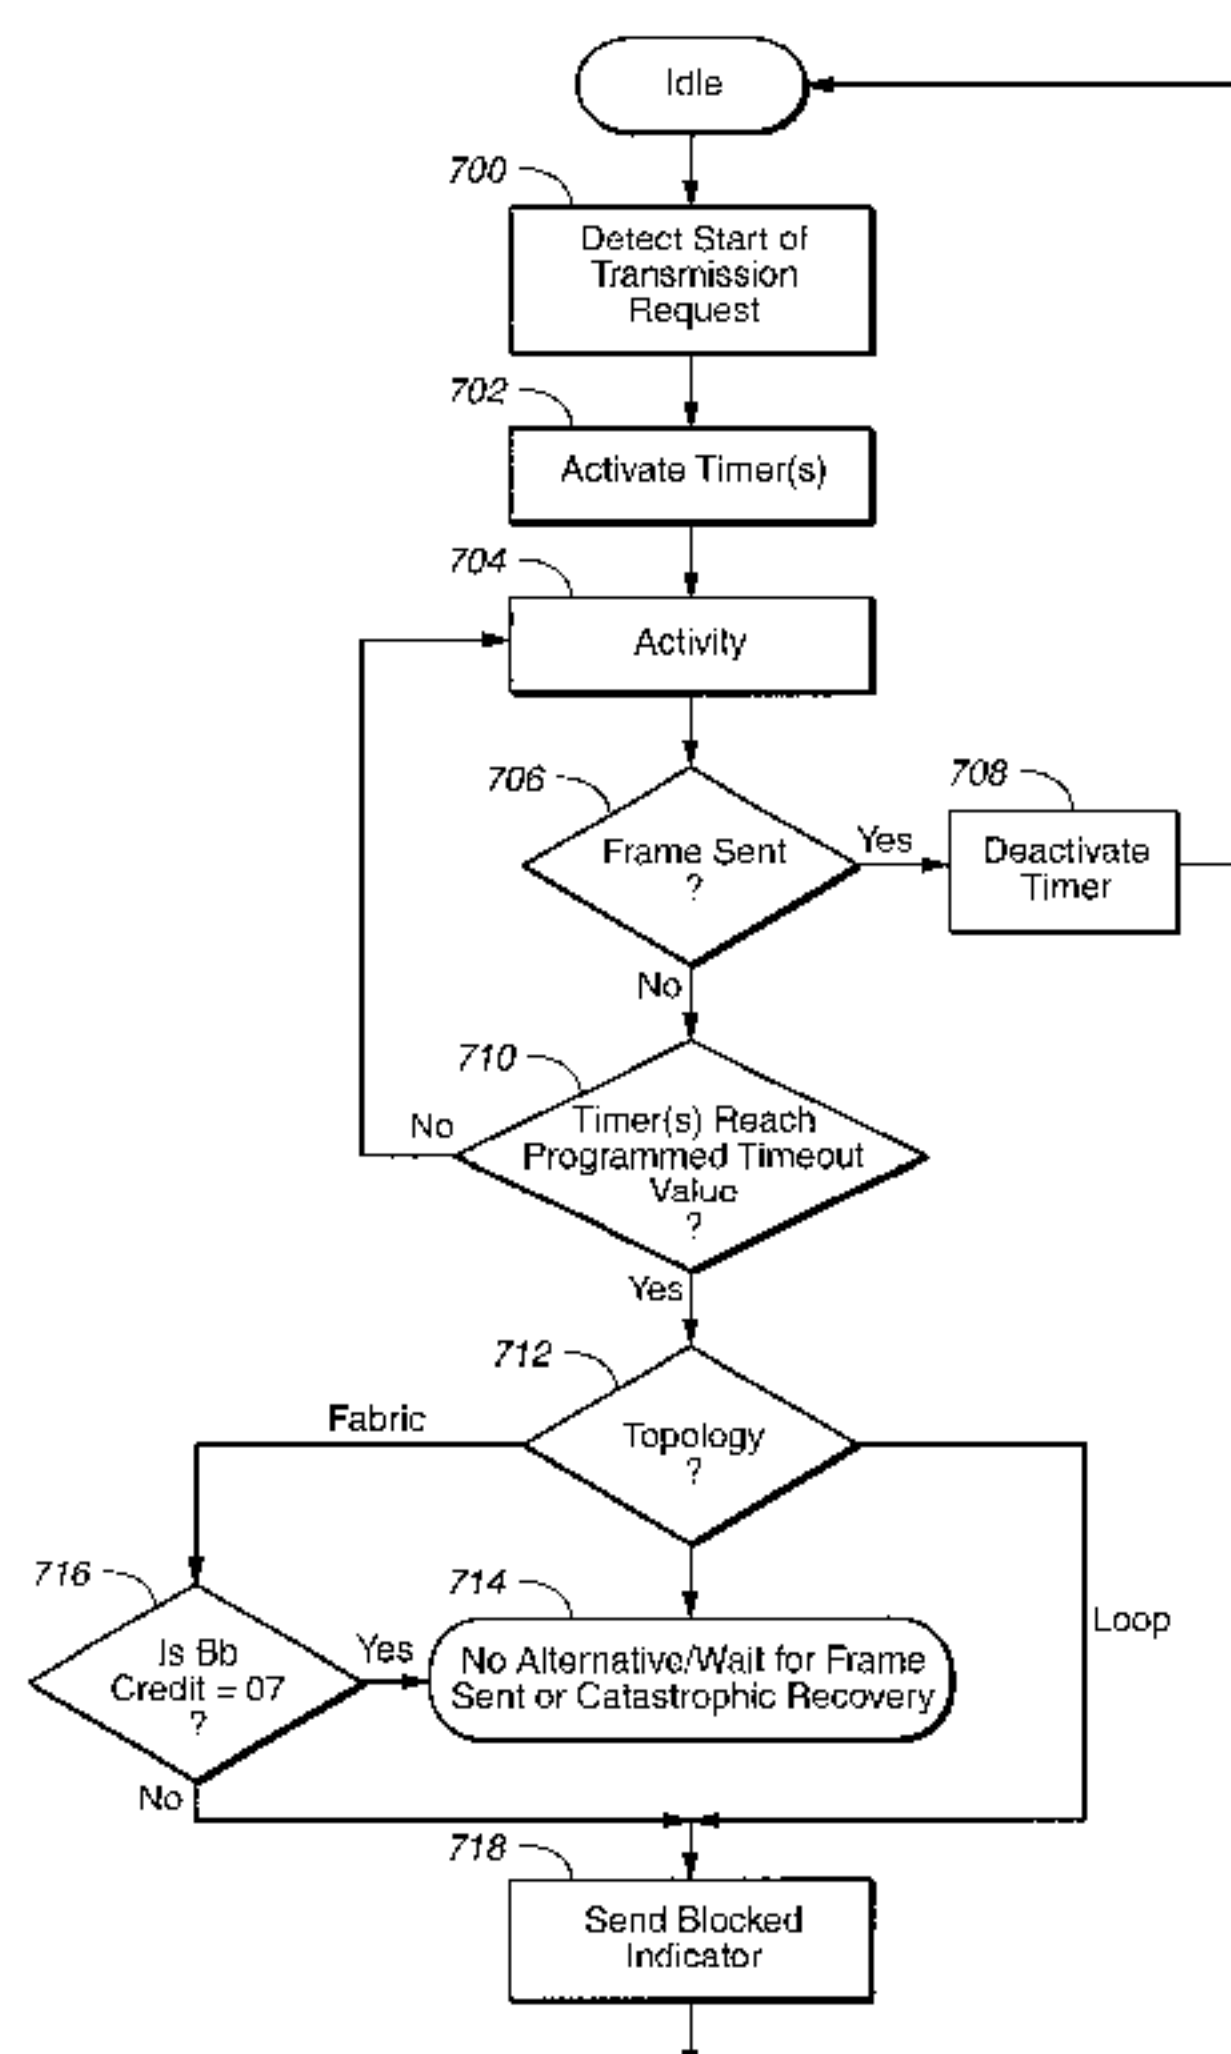 Idle
700
Detect Start of
Transmission
Request
702
Activate Timer(s)
704
Activity
706
Frame Sent
?
Yes
708
Deactivate
Timer
No
710
Timer(s) Reach
Programmed Timeout
Value
?
No
Yes
712
Topology
?
Fabric
Loop
716
Is Bb
Credit = 0?
?
Yes
714
No Alternative/Wait for Frame
Sent or Catastrophic Recovery
No
718
Send Blocked
Indicator